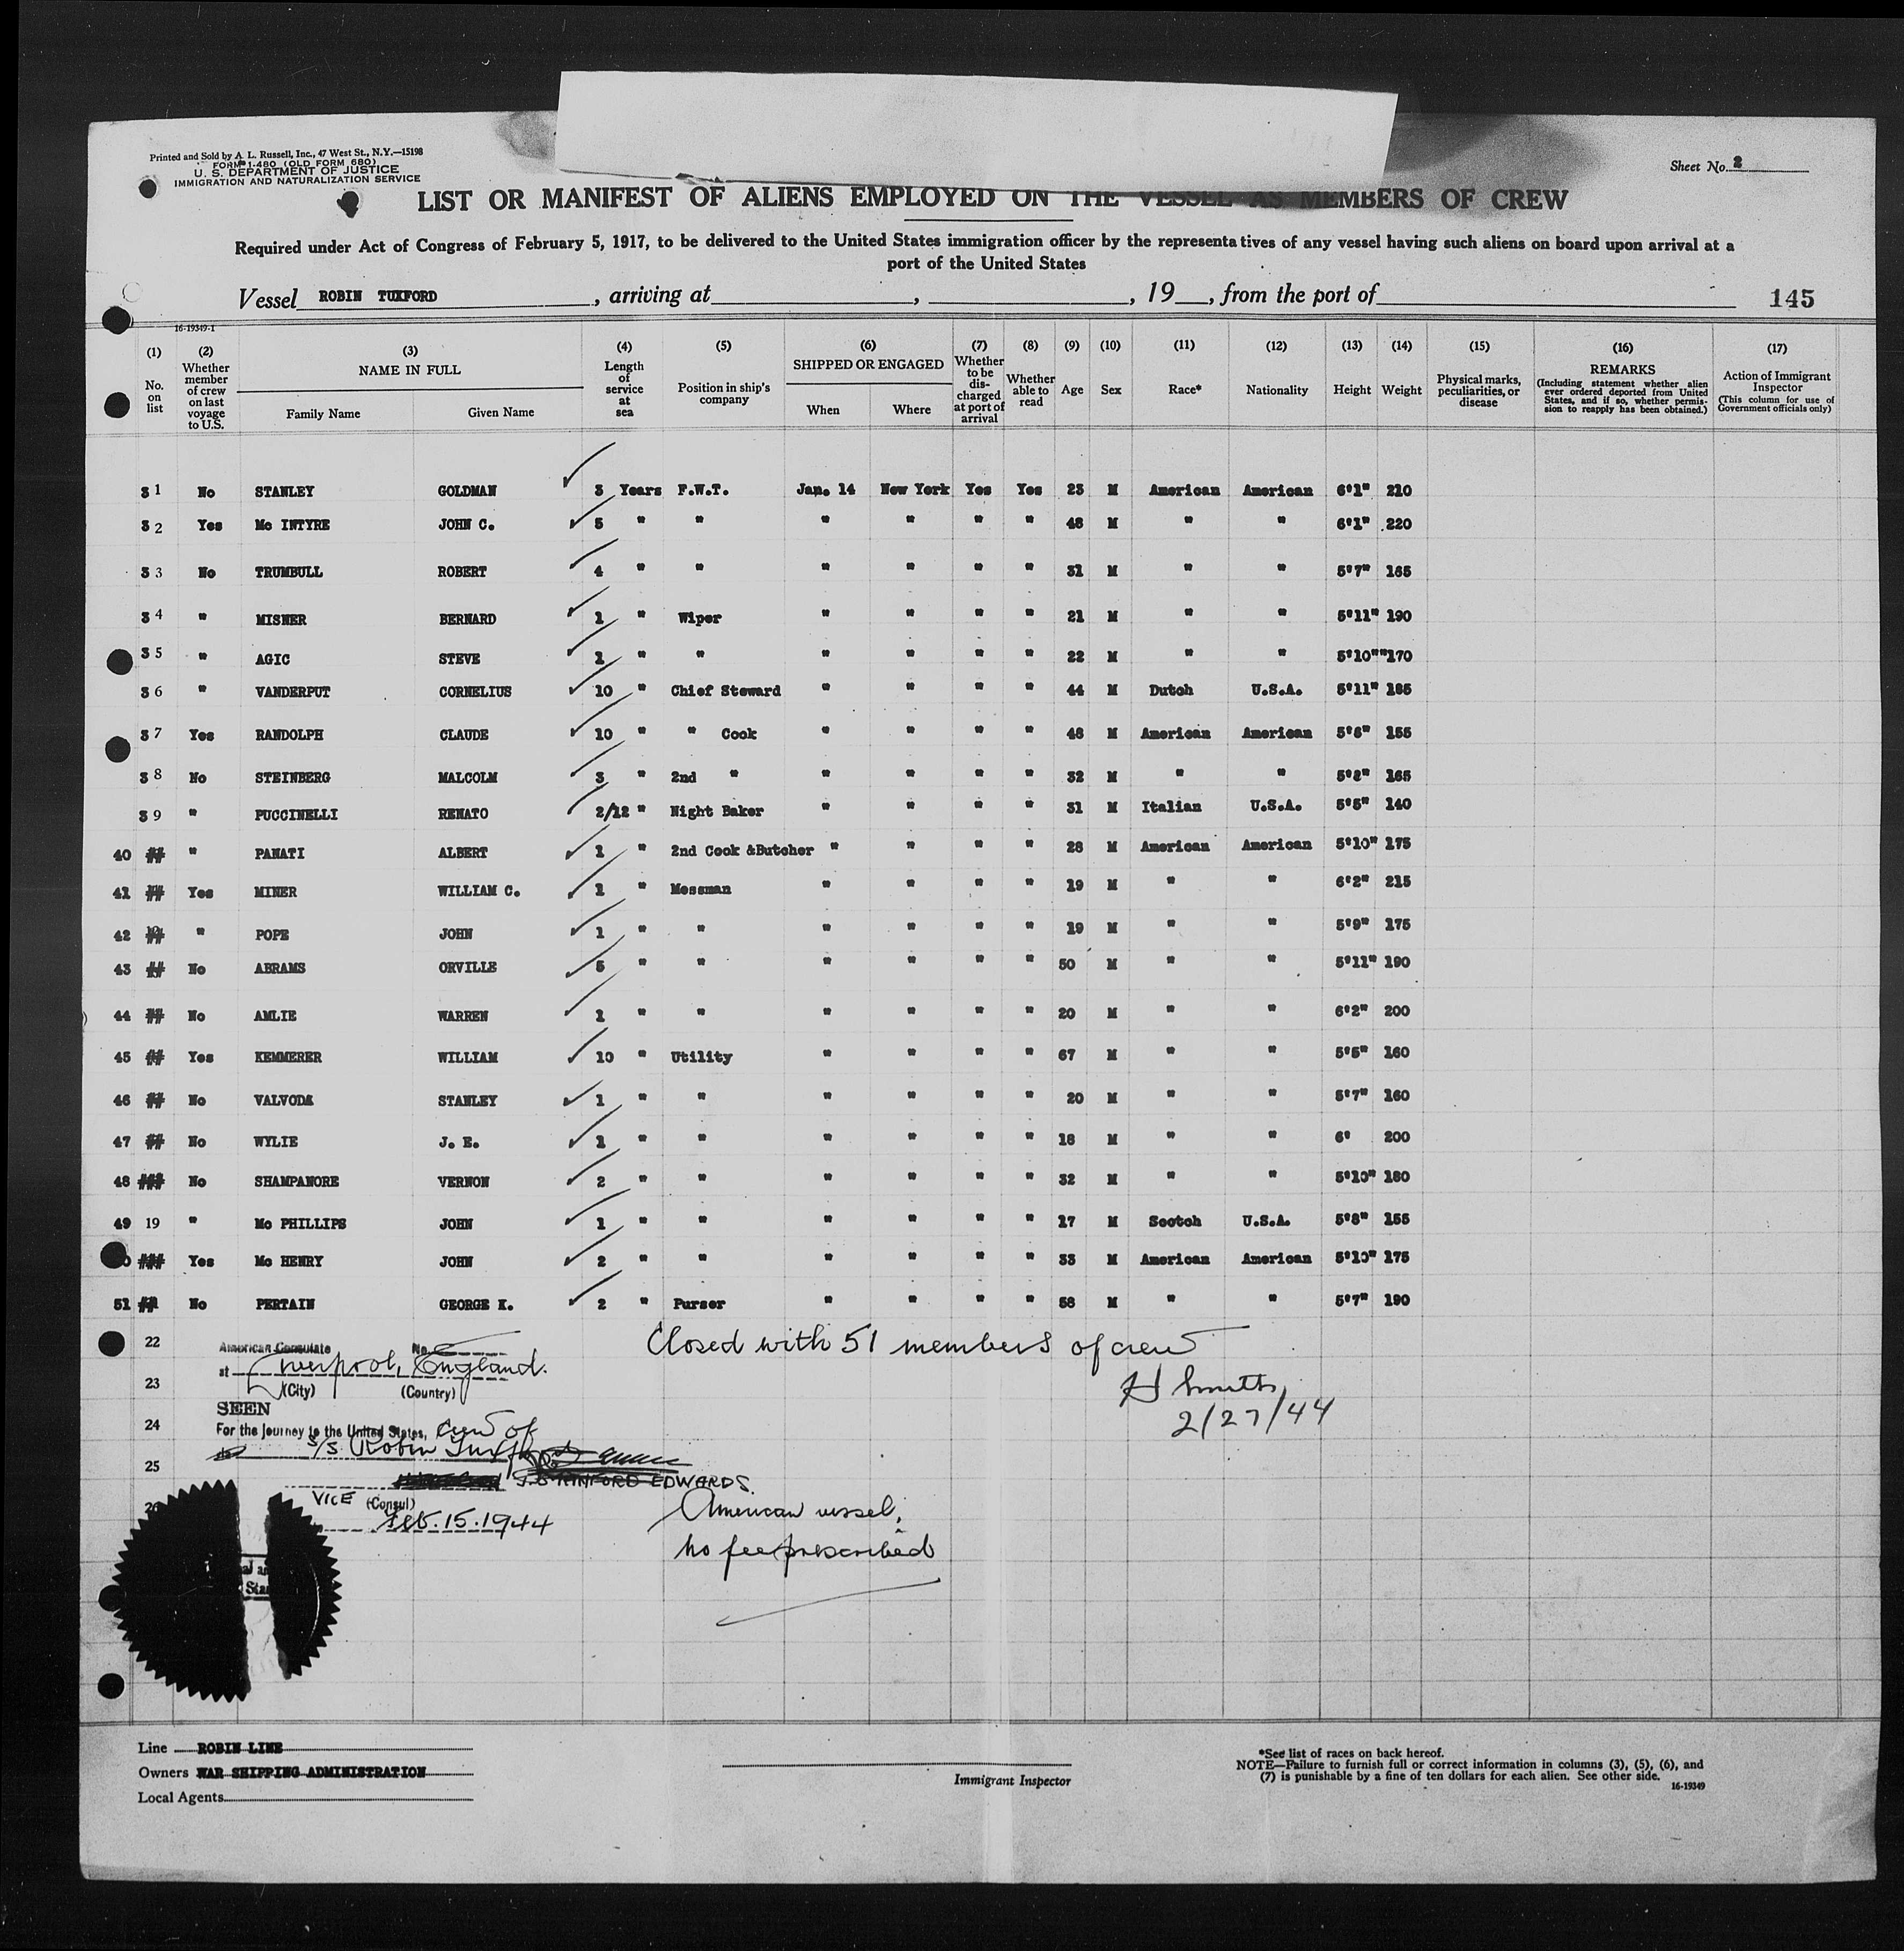 Printed and Sold by A. L. Russell, Inc., 47 West St., N.Y.—15198
FORM I-480 (OLD FORM 680)
U. S. DEPARTMENT OF JUSTICE
IMMIGRATION AND NATURALIZATION SERVICE
Sheet No. 2
LIST OR MANIFEST OF ALIENS EMPLOYED ON THE VESSEL AS MEMBERS OF CREW
Required under Act of Congress of February 5, 1917, to be delivered to the United States immigration officer by the representatives of any vessel having such aliens on board upon arrival at a
port of the United States
Vessel ROBIN TUXFORD, arriving at , , 19 , from the port of 145
16-19349-1
(1) No. on list (2) Whether member of crew on last voyage to U.S. (3) NAME IN FULL Family Name Given Name (4) Length of service at sea (5) Position in ship's company (6) SHIPPED OR ENGAGED When Where (7) Whether to be dis-charged at port of arrival (8) Whether able to read (9) Age (10) Sex (11) Race* (12) Nationality (13) Height (14) Weight (15) Physical marks, peculiarities, or disease (16) REMARKS (Including statement whether alien ever ordered deported from United States, and if so, whether permis-sion to reapply has been obtained.) (17) Action of Immigrant Inspector (This column for use of Government officials only)
31 No STANLEY GOLDMAN 3 Years F.W.T. Jan. 14 New York Yes Yes 23 M American American 6'1" 210
32 Yes Mc INTYRE JOHN C. 5 " " " " " " 48 M " " 6'1" 220
33 No TRUMBULL ROBERT 4 " " " " " " 31 M " " 5'7" 165
34 " MISNER BERNARD 1 " Wiper " " " " 21 M " " 5'11" 190
35 " AGIC STEVE 1 " " " " " " 22 M " " 5'10" "170
36 " VANDERPUT CORNELIUS 10 " Chief Steward " " " " 44 M Dutch U.S.A. 5'11" 185
37 Yes RANDOLPH CLAUDE 10 " " Cook " " " " 48 M American American 5'8" 155
38 No STEINBERG MALCOLM 3 " 2nd " " " " " 32 M " " 5'8" 165
39 " PUCCINELLI RENATO 2/12 " Night Baker " " " " 31 M Italian U.S.A. 5'5" 140
40 " PANATI ALBERT 1 " 2nd Cook &Butcher " " " " 28 M American American 5'10" 175
41 Yes MINER WILLIAM C. 1 " Messman " " " " 19 M " " 6'2" 215
42 " POPE JOHN 1 " " " " " " 19 M " " 5'9" 175
43 No ABRAMS ORVILLE 5 " " " " " " 50 M " " 5'11" 190
44 No AMLIE WARREN 1 " " " " " " 20 M " " 6'2" 200
45 Yes KEMMERER WILLIAM 10 " Utility " " " " 67 M " " 5'5" 160
46 No VALVODA STANLEY 1 " " " " " " 20 M " " 5'7" 160
47 No WYLIE J. E. 1 " " " " " " 18 M " " 6' 200
48 No SHAMPANORE VERNON 2 " " " " " " 32 M " " 5'10" 180
49 19 " Mc PHILLIPS JOHN 1 " " " " " " 17 M Scotch U.S.A. 5'8" 155
0 Yes Mc HENRY JOHN 2 " " " " " " 33 M American American 5'10" 175
51 No PERTAIN GEORGE K. 2 " Purser " " " " 58 M " " 5'7" 190
22 Closed with 51 members of crew
American Consulate No.
at Liverpool, England.
23 (City) (Country)
H Smith
2/27/44
SEEN
24 For the journey to the United States, crew of
S/S Robin Tuxford
25 J. STANFORD EDWARDS.
26 VICE (Consul)
Feb. 15. 1944
American vessel,
no fee prescribed
Line ROBIN LINE
Owners WAR SHIPPING ADMINISTRATION
Local Agents
Immigrant Inspector
*See list of races on back hereof.
NOTE—Failure to furnish full or correct information in columns (3), (5), (6), and
(7) is punishable by a fine of ten dollars for each alien. See other side.
16-19349